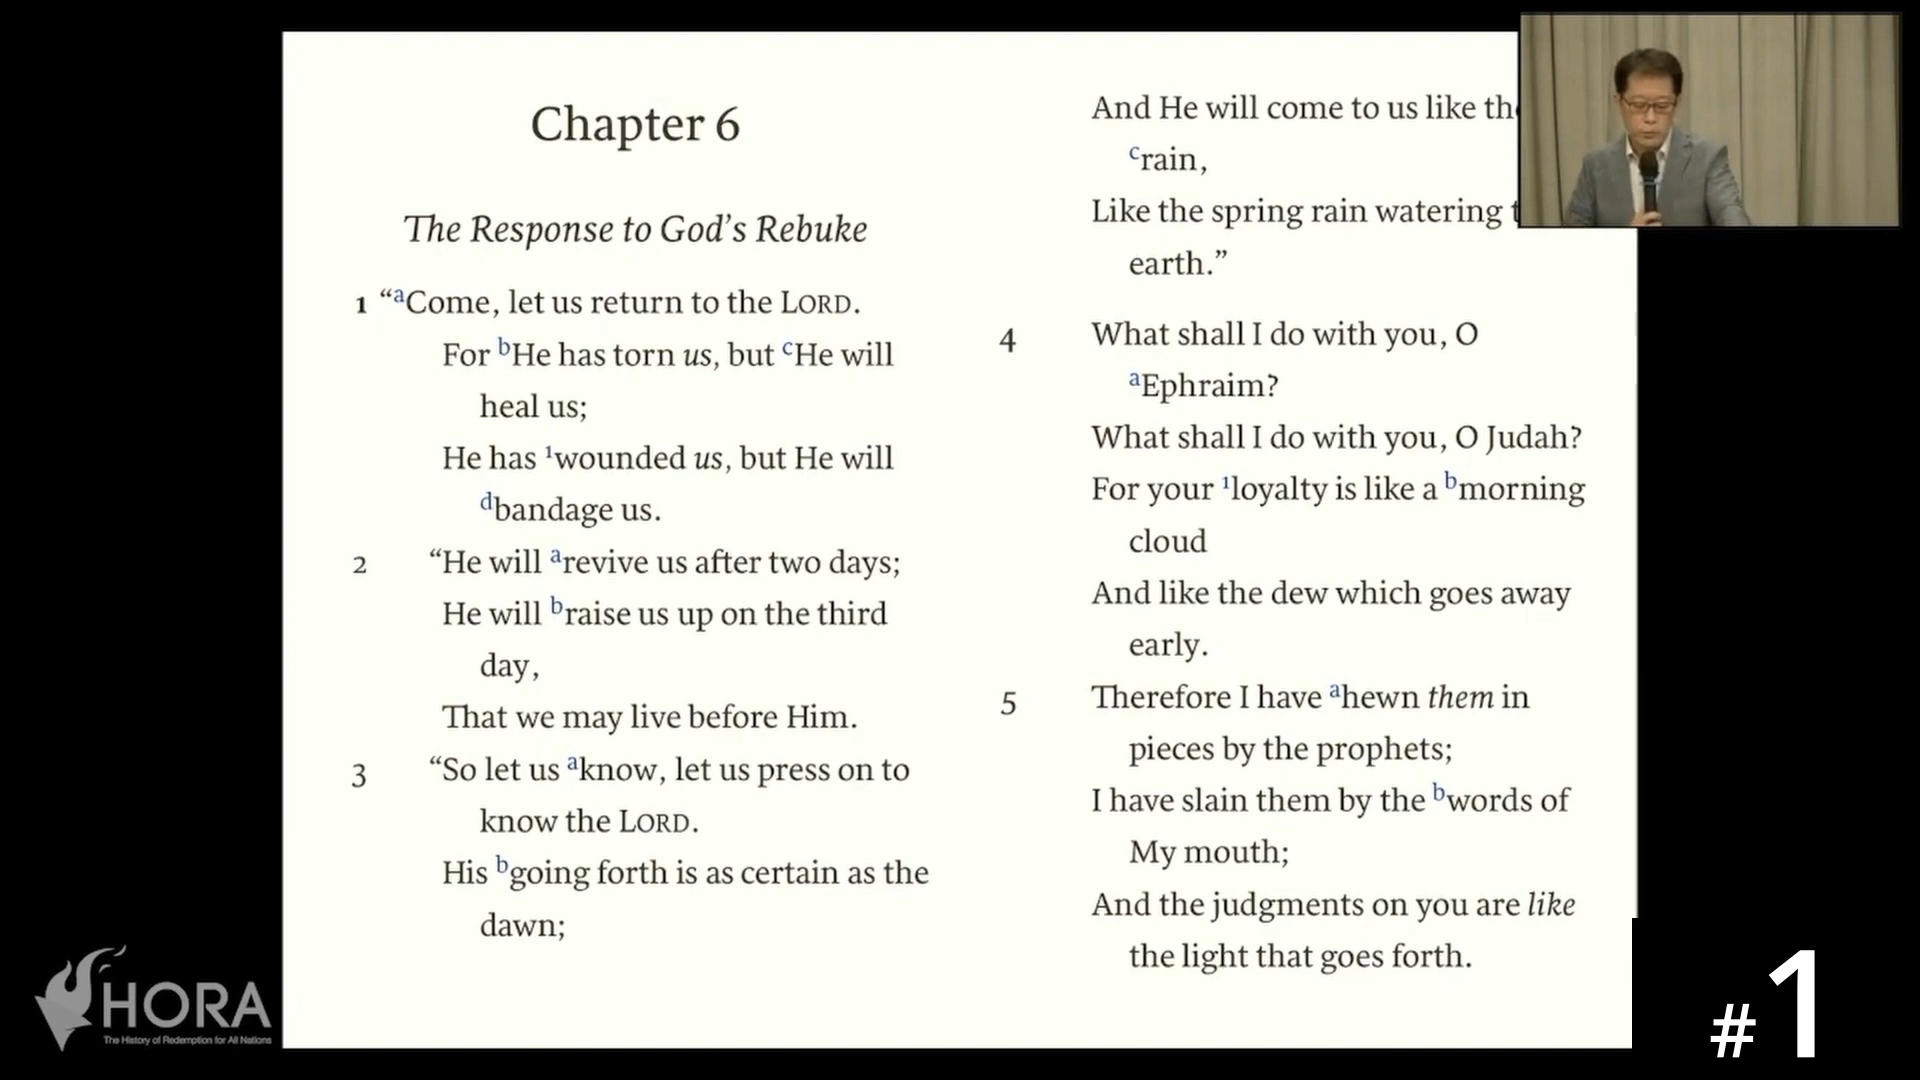 Chapter 6
The Response to God's Rebuke
1 “aCome, let us return to the LORD.
For bHe has torn us, but cHe will
heal us;
He has 1wounded us, but He will
dbandage us.
2 “He will arevive us after two days;
He will braise us up on the third
day,
That we may live before Him.
3 “So let us aknow, let us press on to
know the LORD.
His bgoing forth is as certain as the
dawn;
And He will come to us like
crain,
Like the spring rain watering
earth.”
4 What shall I do with you, O
aEphraim?
What shall I do with you, O Judah?
For your 1loyalty is like a bmorning
cloud
And like the dew which goes away
early.
5 Therefore I have ahewn them in
pieces by the prophets;
I have slain them by the bwords of
My mouth;
And the judgments on you are like
the light that goes forth.
HORA
The History of Redemption for All Nations
#1